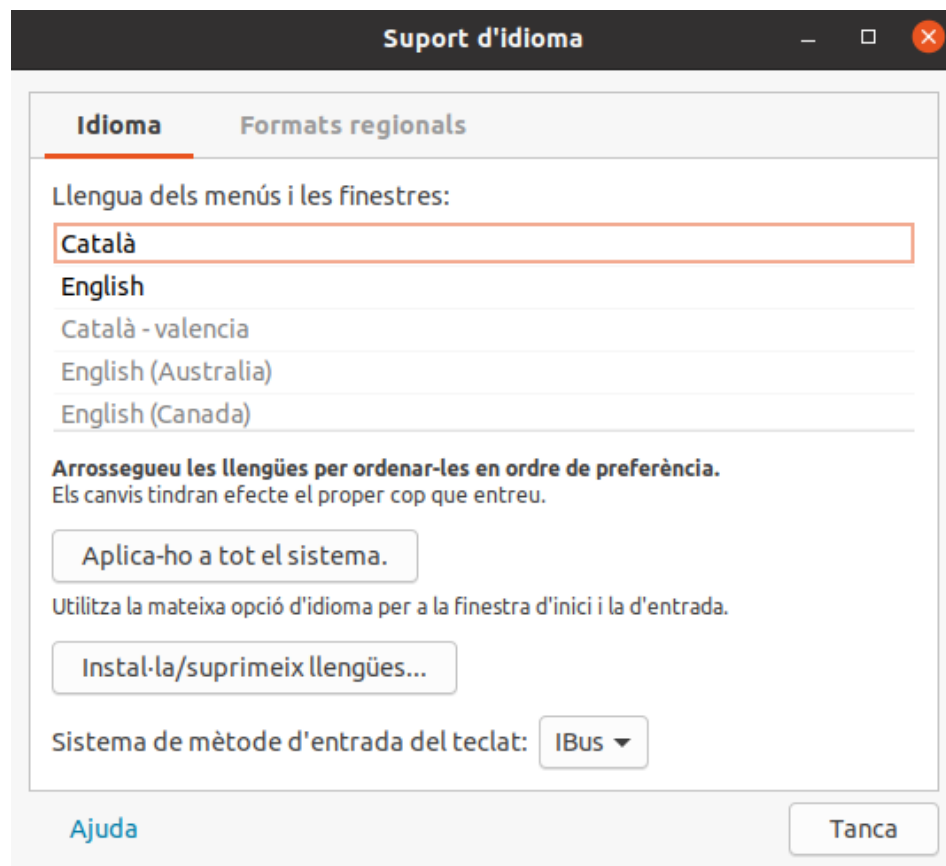 Suport d'idioma
Idioma Formats regionals
Llengua dels menús i les finestres:
Català
English
Català - valencia
English (Australia)
English (Canada)
Arrossegueu les llengües per ordenar-les en ordre de preferència.
Els canvis tindran efecte el proper cop que entreu.
Aplica-ho a tot el sistema.
Utilitza la mateixa opció d'idioma per a la finestra d'inici i la d'entrada.
Instal·la/suprimeix llengües...
Sistema de mètode d'entrada del teclat: IBus
Ajuda Tanca